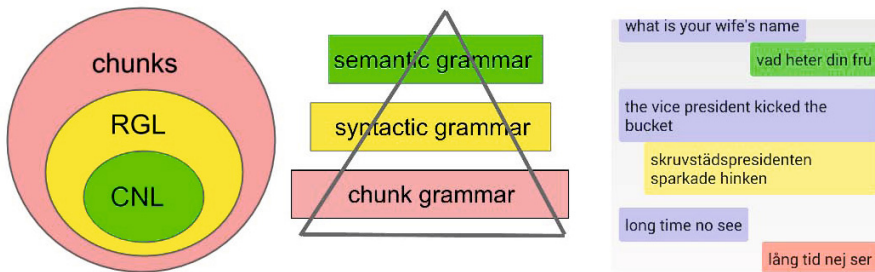 chunks
RGL
CNL
semantic grammar
syntactic grammar
chunk grammar
what is your wife's name
vad heter din fru
the vice president kicked the
bucket
skruvstädspresidenten
sparkade hinken
long time no see
lång tid nej ser